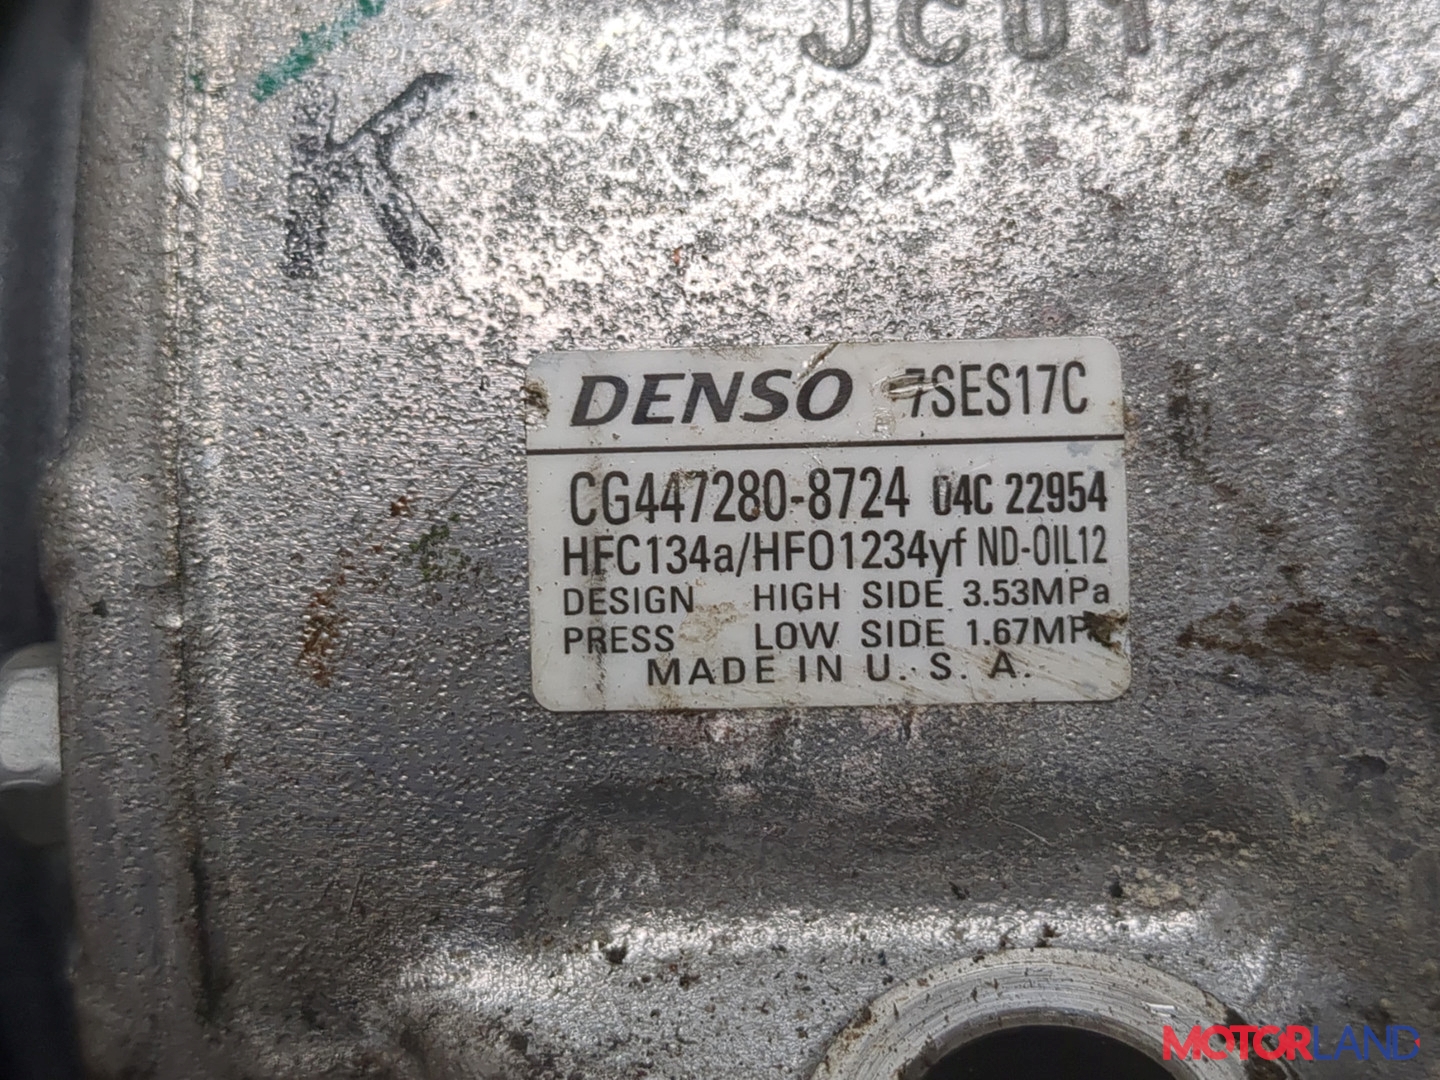 JC01
K
DENSO 7SES17C
CG447280-8724 04C 22954
HFC134a/HFO1234yf ND-OIL12
DESIGN HIGH SIDE 3.53MPa
PRESS LOW SIDE 1.67MPa
MADE IN U. S. A.
MOTORLAND